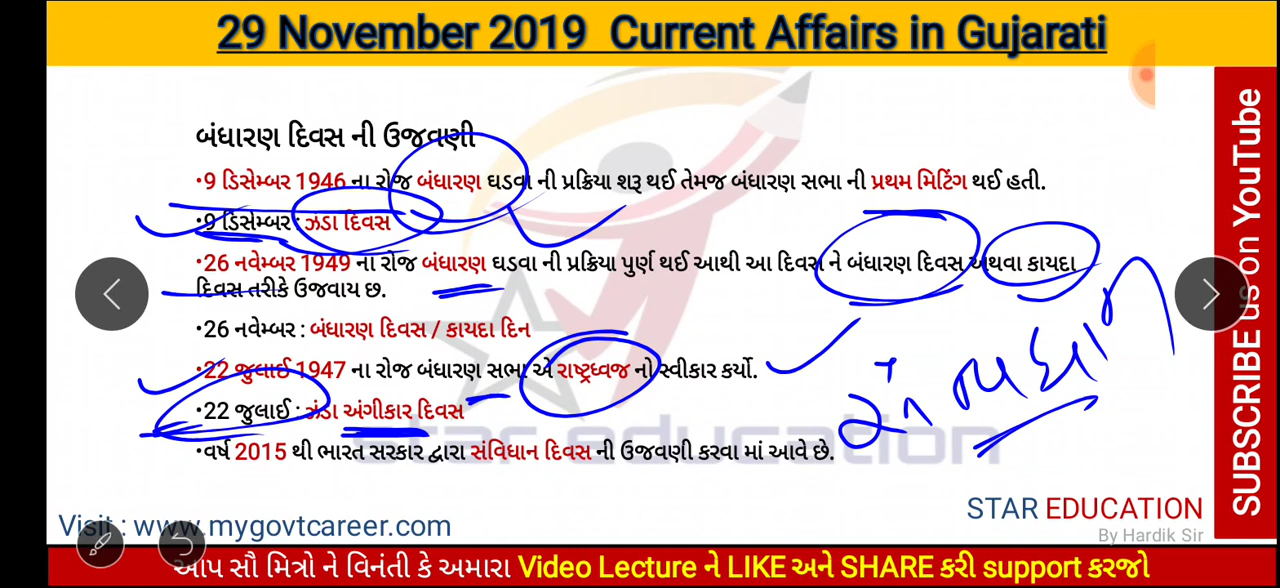 29 November 2019 Current Affairs in Gujarati
બંધારણ દિવસ ની ઉજવણી
•9 ડિસેમ્બર 1946 ના રોજ બંધારણ ઘડવા ની પ્રક્રિયા શરૂ થઈ તેમજ બંધારણ સભા ની પ્રથમ મિટિંગ થઈ હતી.
•9 ડિસેમ્બર : ઝંડા દિવસ
•26 નવેમ્બર 1949 ના રોજ બંધારણ ઘડવા ની પ્રક્રિયા પુર્ણ થઈ આથી આ દિવસ ને બંધારણ દિવસ અથવા કાયદા
દિવસ તરીકે ઉજવાય છે.
•26 નવેમ્બર : બંધારણ દિવસ / કાયદા દિન
•22 જુલાઈ 1947 ના રોજ બંધારણ સભા એ રાષ્ટ્રધ્વજ નો સ્વીકાર કર્યો.
•22 જુલાઈ : ઝંડા અંગીકાર દિવસ
•વર્ષ 2015 થી ભારત સરકાર દ્વારા સંવિધાન દિવસ ની ઉજવણી કરવા માં આવે છે.
star education
STAR EDUCATION
By Hardik Sir
Visit : www.mygovtcareer.com
આપ સૌ મિત્રો ને વિનંતી કે અમારા Video Lecture ને LIKE અને SHARE કરી support કરજો
SUBSCRIBE us on YouTube